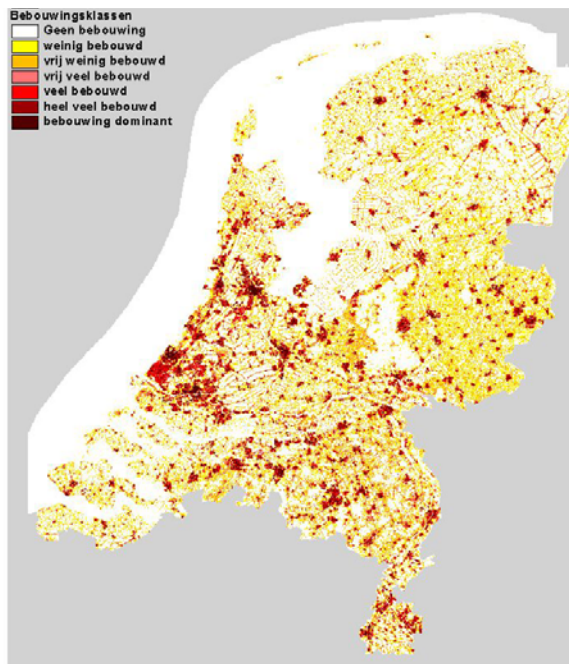 Bebouwingsklassen
Geen bebouwing
weinig bebouwd
vrij weinig bebouwd
vrij veel bebouwd
veel bebouwd
heel veel bebouwd
bebouwing dominant